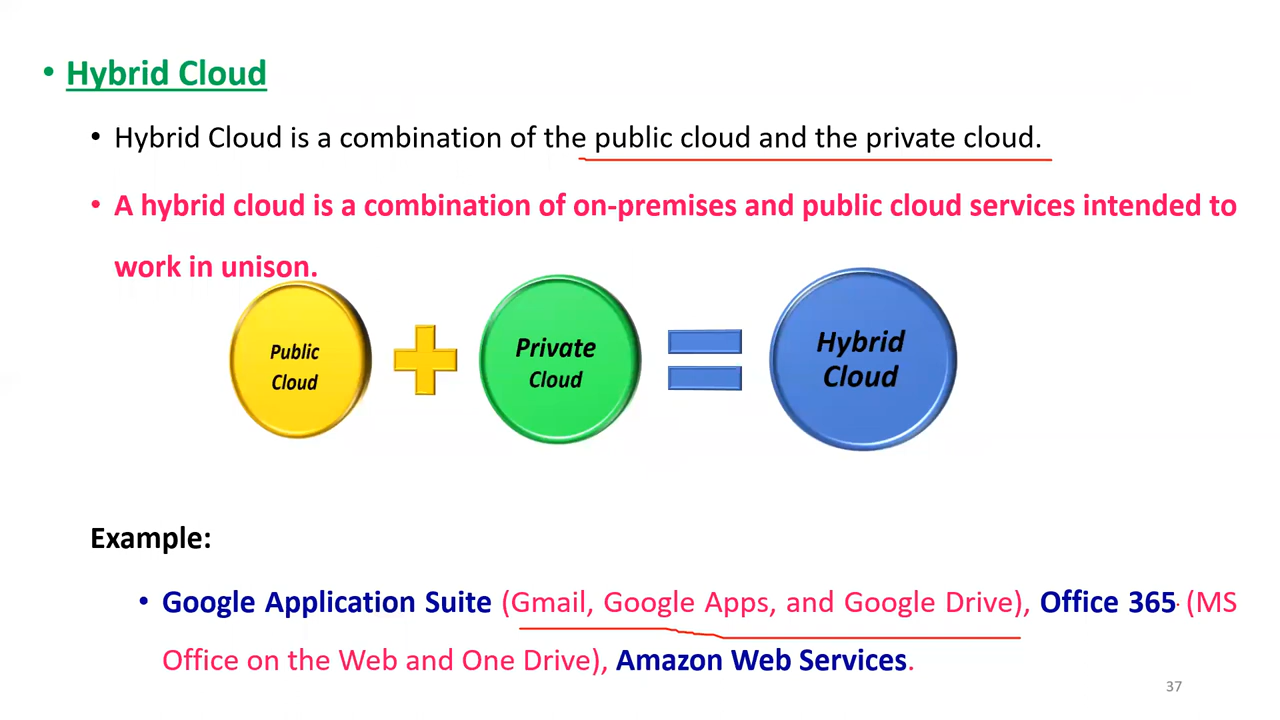 • Hybrid Cloud
• Hybrid Cloud is a combination of the public cloud and the private cloud.
• A hybrid cloud is a combination of on-premises and public cloud services intended to
work in unison.
Public
Cloud
Private
Cloud
Hybrid
Cloud
Example:
• Google Application Suite (Gmail, Google Apps, and Google Drive), Office 365 (MS
Office on the Web and One Drive), Amazon Web Services.
37